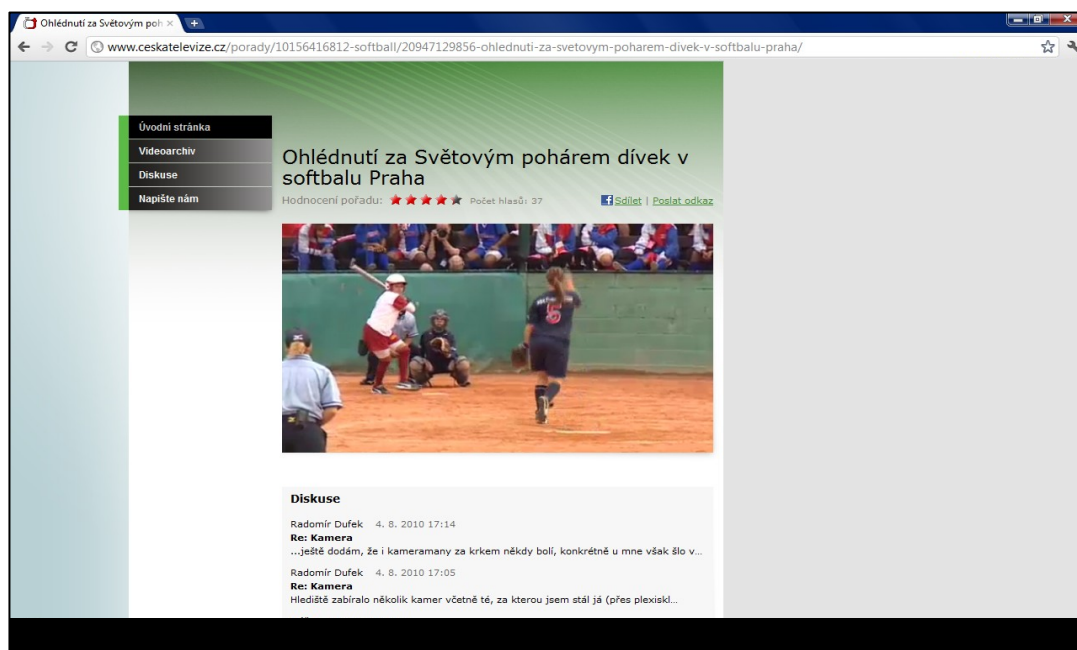 Ohlédnutí za Světovým poh
www.ceskatelevize.cz/porady/10156416812-softball/20947129856-ohlednuti-za-svetovym-poharem-divek-v-softbalu-praha/
Úvodní stránka
Videoarchiv
Diskuse
Napište nám
Ohlédnutí za Světovým pohárem dívek v
softbalu Praha
Hodnocení pořadu: Počet hlasů: 37 Sdílet | Poslat odkaz
5
Diskuse
Radomír Dufek 4. 8. 2010 17:14
Re: Kamera
...ještě dodám, že i kameramany za krkem někdy bolí, konkrétně u mne však šlo v...
Radomír Dufek 4. 8. 2010 17:05
Re: Kamera
Hlediště zabíralo několik kamer včetně té, za kterou jsem stál já (přes plexiskl...